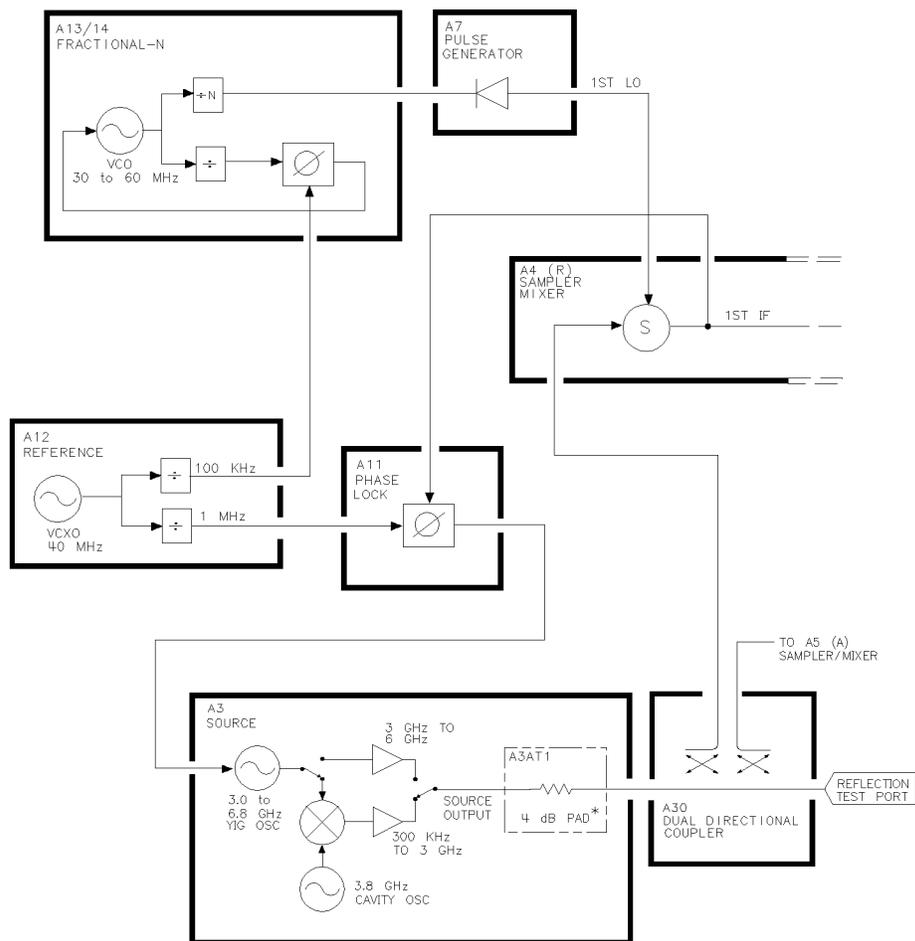 A13/14
FRACTIONAL-N
÷N
VCO
30 to 60 MHz
÷
A7
PULSE
GENERATOR
1ST LO
A4 (R)
SAMPLER
MIXER
S
1ST IF
A12
REFERENCE
÷
100 KHz
÷
1 MHz
VCXO
40 MHz
A11
PHASE
LOCK
TO A5 (A)
SAMPLER/MIXER
A3
SOURCE
3 GHz TO
6 GHz
3.0 to
6.8 GHz
YIG OSC
300 KHz
TO 3 GHz
3.8 GHz
CAVITY OSC
SOURCE
OUTPUT
A3AT1
4 dB PAD*
A30
DUAL DIRECTIONAL
COUPLER
REFLECTION
TEST PORT